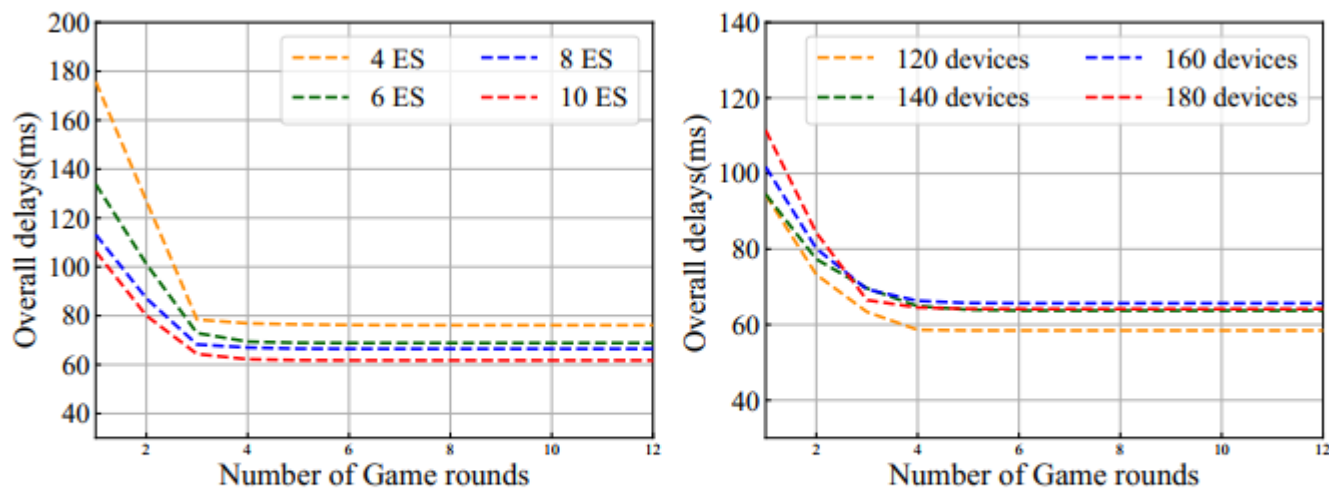 200
180
160
140
120
100
80
60
40
Overall delays(ms)
4 ES
8 ES
6 ES
10 ES
2
4
6
8
10
12
Number of Game rounds
140
120
100
80
60
40
Overall delays(ms)
120 devices
160 devices
140 devices
180 devices
2
4
6
8
10
12
Number of Game rounds